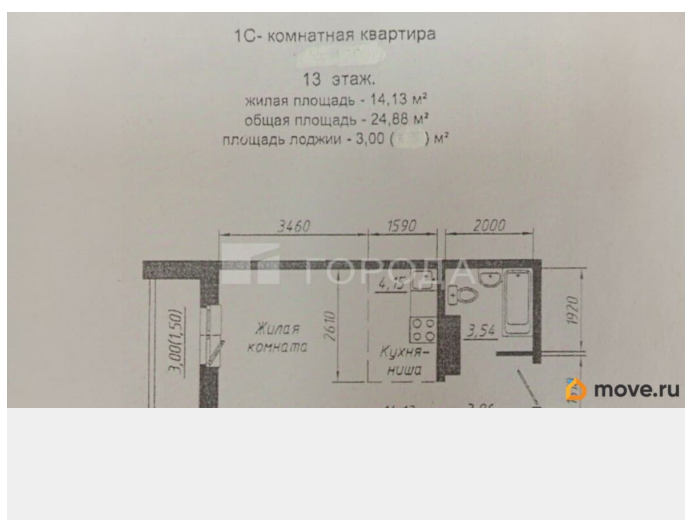 1С- комнатная квартира
13 этаж.
жилая площадь - 14,13 м²
общая площадь - 24,88 м²
площадь лоджии - 3,00 ( ) м²
3460 1590 2000
ГОРОДА
4,15
3,00(1,50)
Жилая
комната
2610
Кухня-
ниша
3,54
1920
move.ru